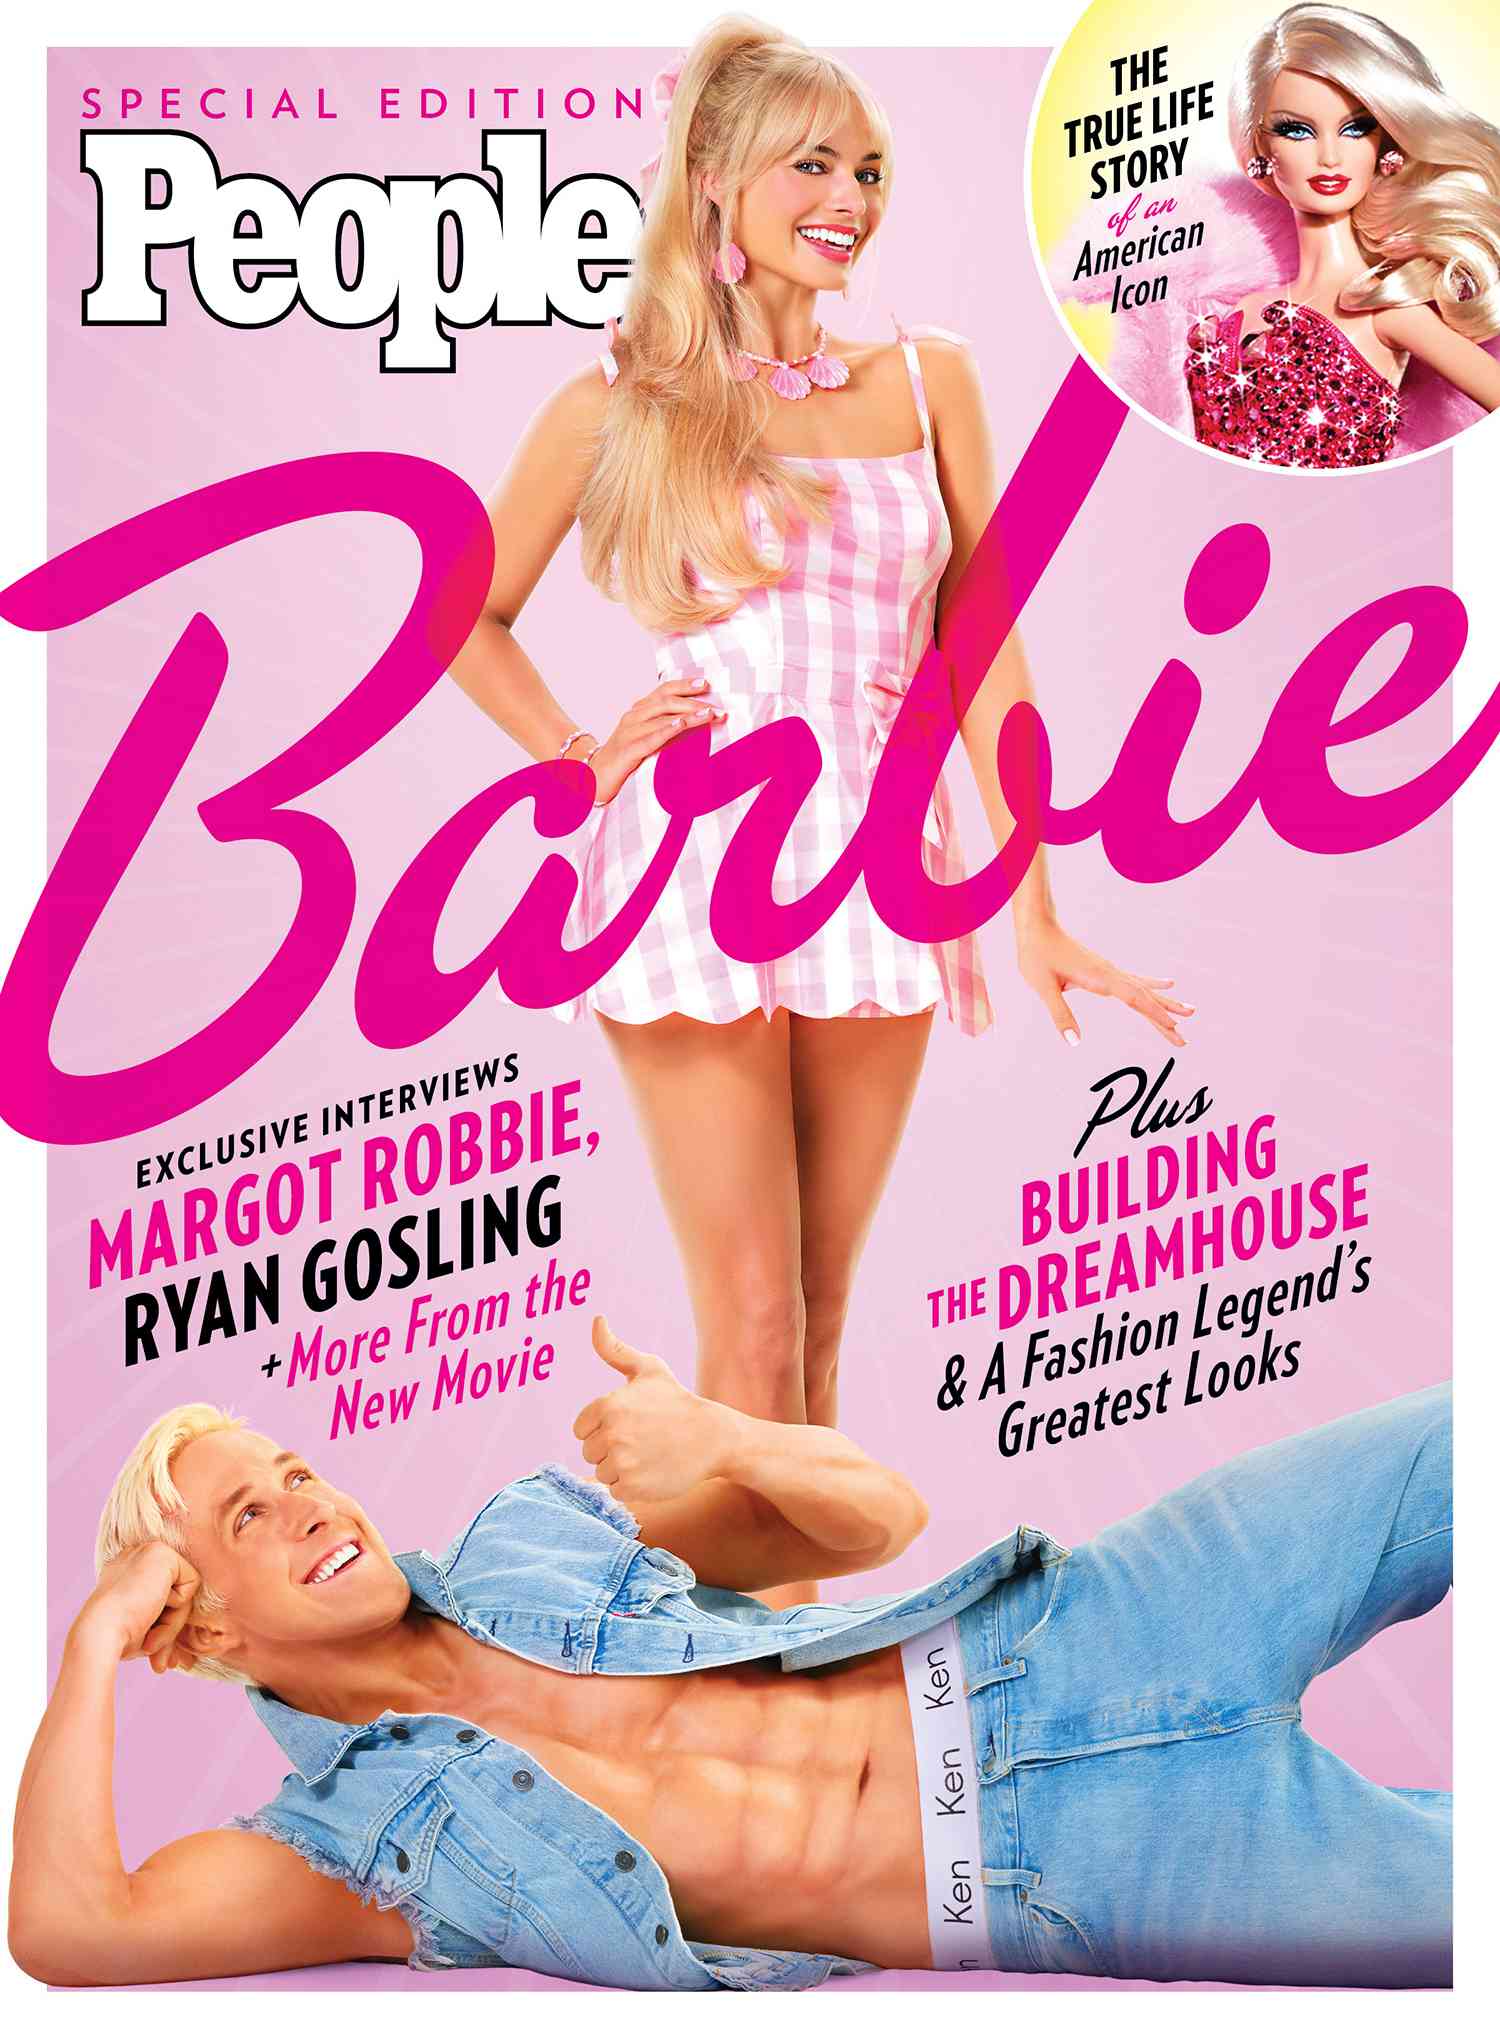 SPECIAL EDITION
People
THE
TRUE LIFE
STORY
of an
American
Icon
Barbie
EXCLUSIVE INTERVIEWS
MARGOT ROBBIE,
RYAN GOSLING
+More From the
New Movie
Plus
BUILDING
THE DREAMHOUSE
& A Fashion Legend's
Greatest Looks
Ken
Ken
Ken